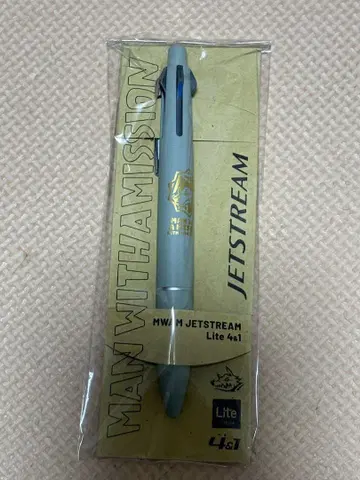 MAN WITH A MISSION
JETSTREAM
MWAM JETSTREAM
Lite 4&1
Lite
4&1